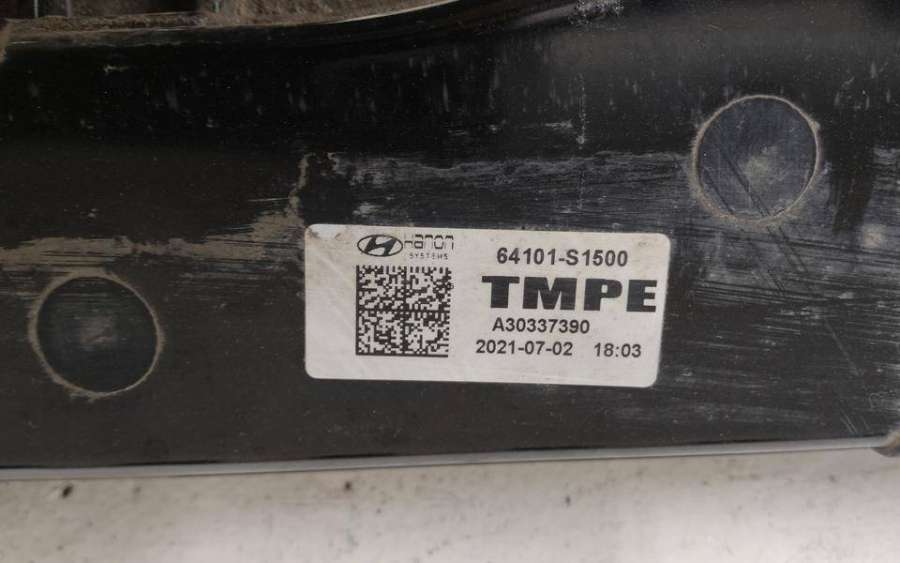 Hanon
SYSTEMS
64101-S1500
TMPE
A30337390
2021-07-02 18:03